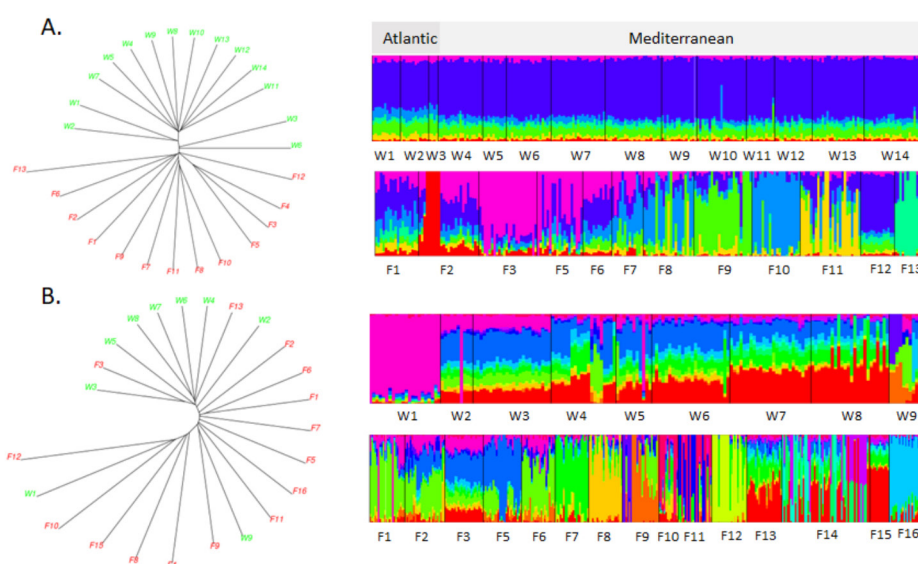 A.
Atlantic Mediterranean
W8
W9 W10
W4 W13
W5 W12
W7 W14
W11
W1
W3
W2
W6
F13
F12
F6
F4
F2
F3
F1
F5
F7 F11 F8 F10
W1 W2 W3 W4 W5 W6 W7 W8 W9 W10 W11 W12 W13 W14
F1 F2 F3 F5 F6 F7 F8 F9 F10 F11 F12 F13
B.
W6 W4
W7 F13
W8 W2
W5 F2
F3 F6
W3 F1
F7
F12 F5
W1 F16
F10 F11
F15 W9
F8 F9
W1 W2 W3 W4 W5 W6 W7 W8 W9
F1 F2 F3 F5 F6 F7 F8 F9 F10 F11 F12 F13 F14 F15 F16